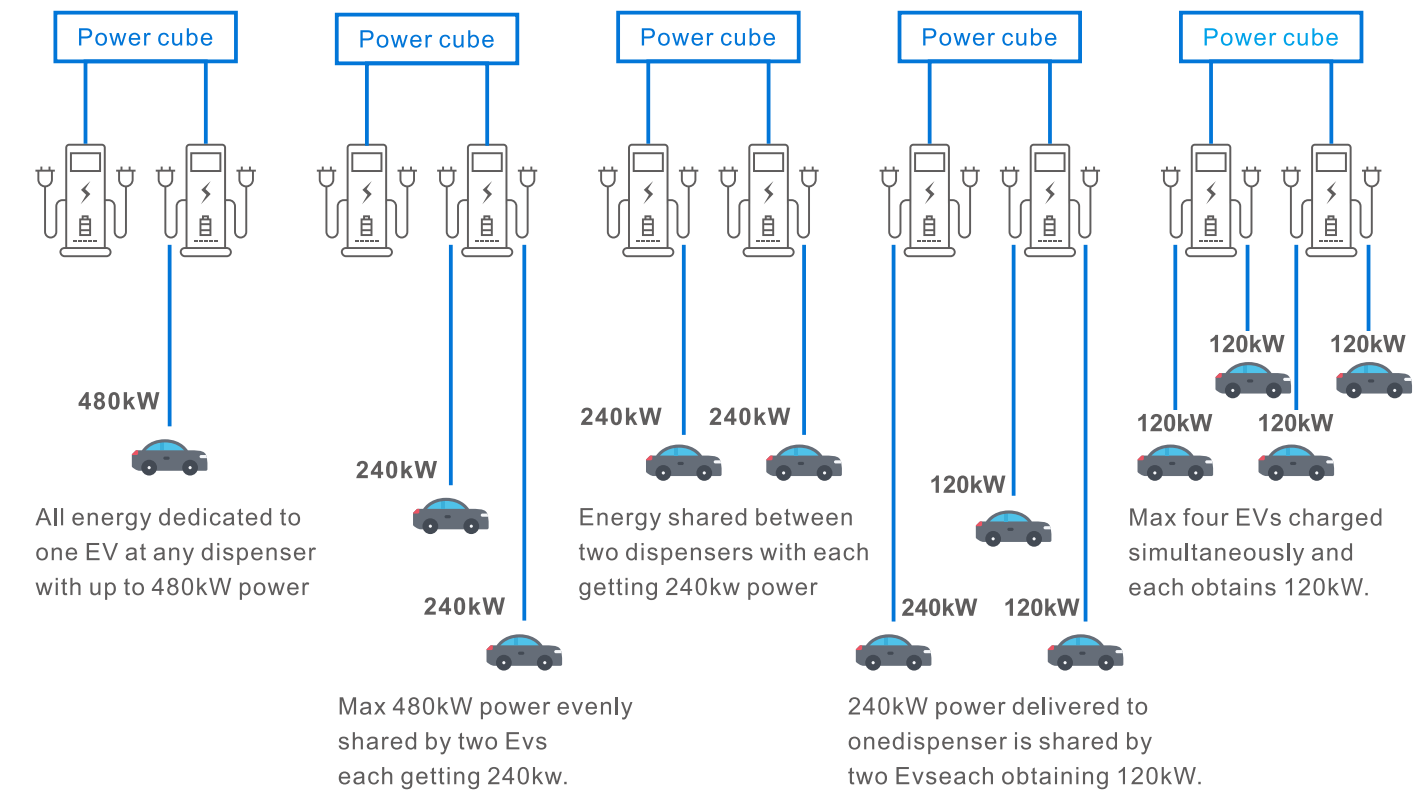 Power cube
480kW
All energy dedicated to
one EV at any dispenser
with up to 480kW power
Power cube
240kW
240kW
Max 480kW power evenly
shared by two Evs
each getting 240kw.
Power cube
240kW
240kW
Energy shared between
two dispensers with each
getting 240kw power
Power cube
120kW
240kW
120kW
240kW power delivered to
onedispenser is shared by
two Evseach obtaining 120kW.
Power cube
120kW
120kW
120kW
120kW
Max four EVs charged
simultaneously and
each obtains 120kW.